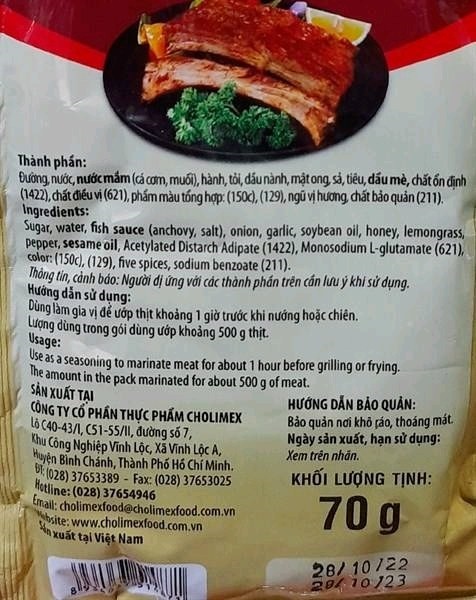 Thành phần:
Đường, nước, nước mắm (cá cơm, muối), hành, tỏi, dầu nành, mật ong, sả, tiêu, dầu mè, chất ổn định
(1422), chất điều vị (621), phẩm màu tổng hợp: (150c), (129), ngũ vị hương, chất bảo quản (211).
Ingredients:
Sugar, water, fish sauce (anchovy, salt), onion, garlic, soybean oil, honey, lemongrass,
pepper, sesame oil, Acetylated Distarch Adipate (1422), Monosodium L-glutamate (621),
color: (150c), (129), five spices, sodium benzoate (211).
Thông tin, cảnh báo: Người dị ứng với các thành phần trên cần lưu ý khi sử dụng.
Hướng dẫn sử dụng:
Dùng làm gia vị để ướp thịt khoảng 1 giờ trước khi nướng hoặc chiên.
Lượng dùng trong gói dùng ướp khoảng 500 g thịt.
Usage:
Use as a seasoning to marinate meat for about 1 hour before grilling or frying.
The amount in the pack marinated for about 500 g of meat.
SẢN XUẤT TẠI
CÔNG TY CỔ PHẦN THỰC PHẨM CHOLIMEX
Lô C40-43/I, C51-55/II, đường số 7,
Khu Công Nghiệp Vĩnh Lộc, Xã Vĩnh Lộc A,
Huyện Bình Chánh, Thành Phố Hồ Chí Minh.
ĐT: (028) 37653389 - Fax: (028) 37653025
Hotline: (028) 37654946
Email: cholimexfood@cholimexfood.com.vn
Website: www.cholimexfood.com.vn
Sản xuất tại Việt Nam
HƯỚNG DẪN BẢO QUẢN:
Bảo quản nơi khô ráo, thoáng mát.
Ngày sản xuất, hạn sử dụng:
Xem trên nhãn.
KHỐI LƯỢNG TỊNH:
70 g
28/10/22
28/10/23